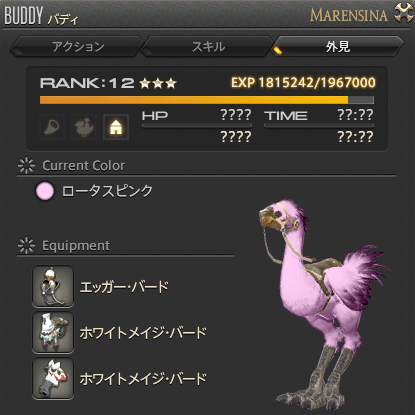 BUDDY バディ
MARENSINA
アクション
スキル
外見
RANK:12 ★★★
EXP 1815242/1967000
HP ????
TIME ??:??
????
??:??
Current Color
ロータスピンク
Equipment
エッガー・バード
ホワイトメイジ・バード
ホワイトメイジ・バード